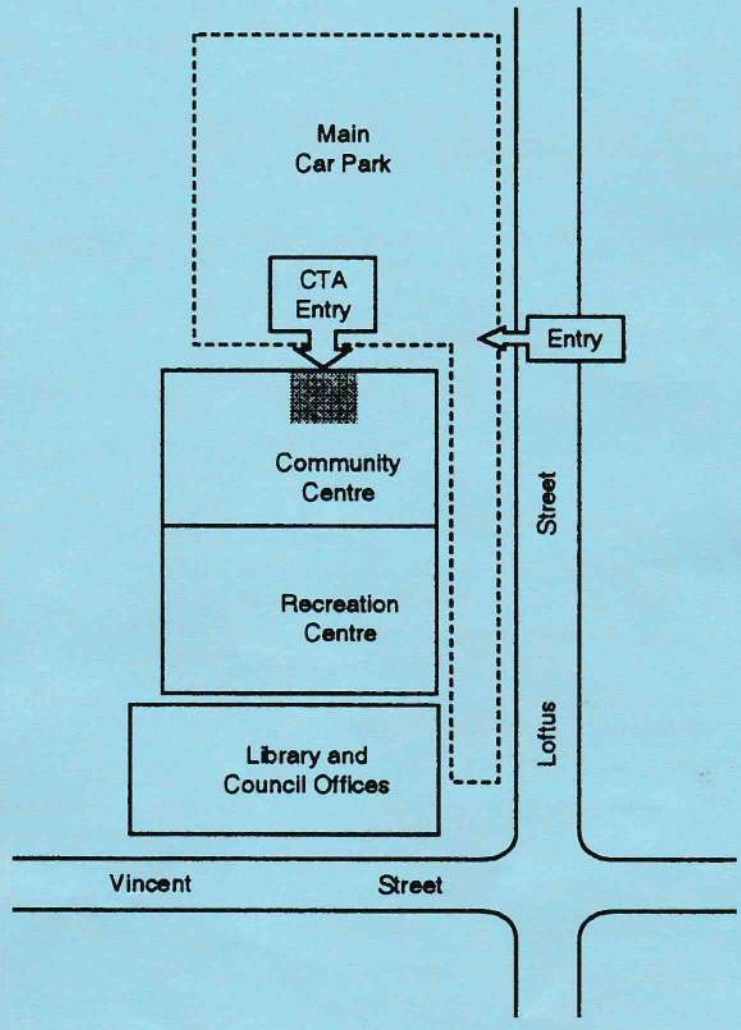 Main
Car Park
CTA
Entry
Entry
Community
Centre
Street
Recreation
Centre
Loftus
Library and
Council Offices
Vincent Street